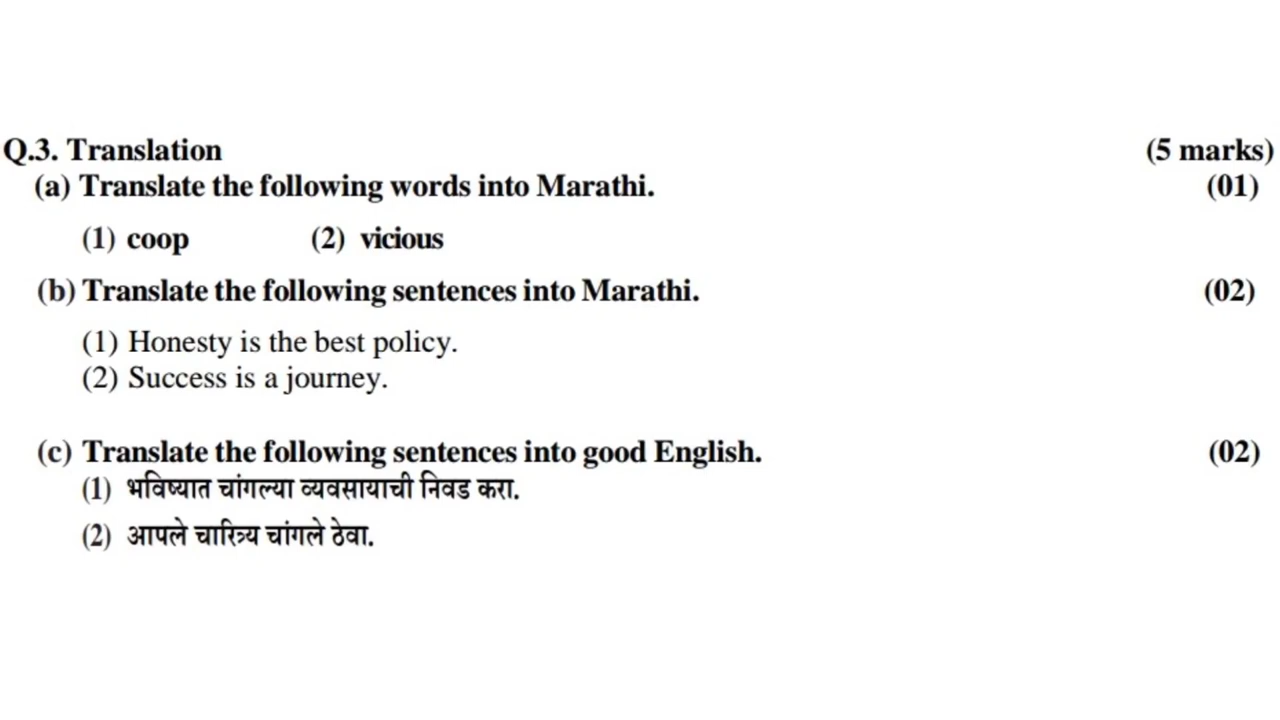 Q.3. Translation (5 marks)
(a) Translate the following words into Marathi. (01)
(1) coop (2) vicious
(b) Translate the following sentences into Marathi. (02)
(1) Honesty is the best policy.
(2) Success is a journey.
(c) Translate the following sentences into good English. (02)
(1) भविष्यात चांगल्या व्यवसायाची निवड करा.
(2) आपले चारित्र्य चांगले ठेवा.